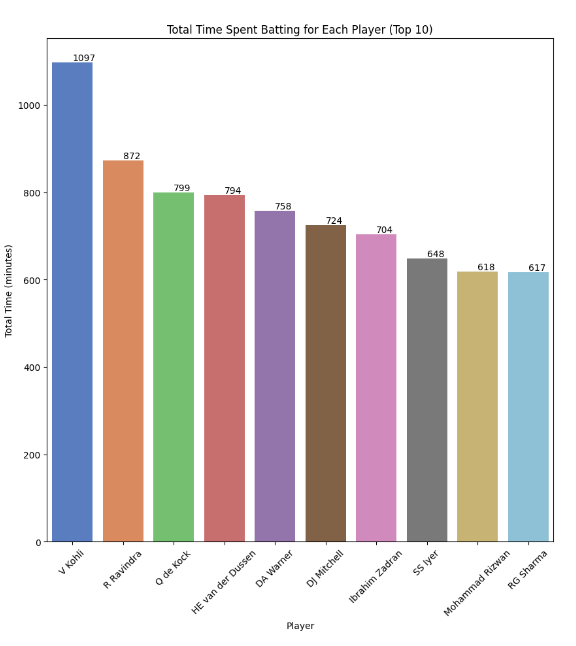 Total Time Spent Batting for Each Player (Top 10)
Total Time (minutes)
1000
800
600
400
200
0
1097
872
799
794
758
724
704
648
618
617
V Kohli
R Ravindra
Q de Kock
HE van der Dussen
DA Warner
DJ Mitchell
Ibrahim Zadran
SS Iyer
Mohammad Rizwan
RG Sharma
Player